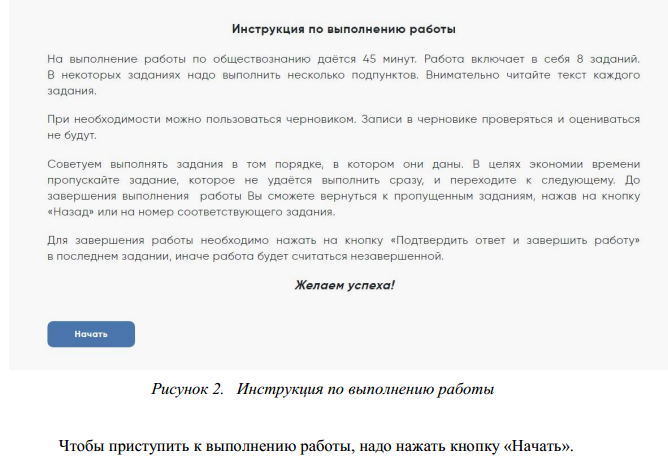 Инструкция по выполнению работы
На выполнение работы по обществознанию даётся 45 минут. Работа включает в себя 8 заданий.
В некоторых заданиях надо выполнить несколько подпунктов. Внимательно читайте текст каждого
задания.
При необходимости можно пользоваться черновиком. Записи в черновике проверяться и оцениваться
не будут.
Советуем выполнять задания в том порядке, в котором они даны. В целях экономии времени
пропускайте задание, которое не удаётся выполнить сразу, и переходите к следующему. До
завершения выполнения работы Вы сможете вернуться к пропущенным заданиям, нажав на кнопку
«Назад» или на номер соответствующего задания.
Для завершения работы необходимо нажать на кнопку «Подтвердить ответ и завершить работу»
в последнем задании, иначе работа будет считаться незавершенной.
Желаем успеха!
Начать
Рисунок 2. Инструкция по выполнению работы
Чтобы приступить к выполнению работы, надо нажать кнопку «Начать».